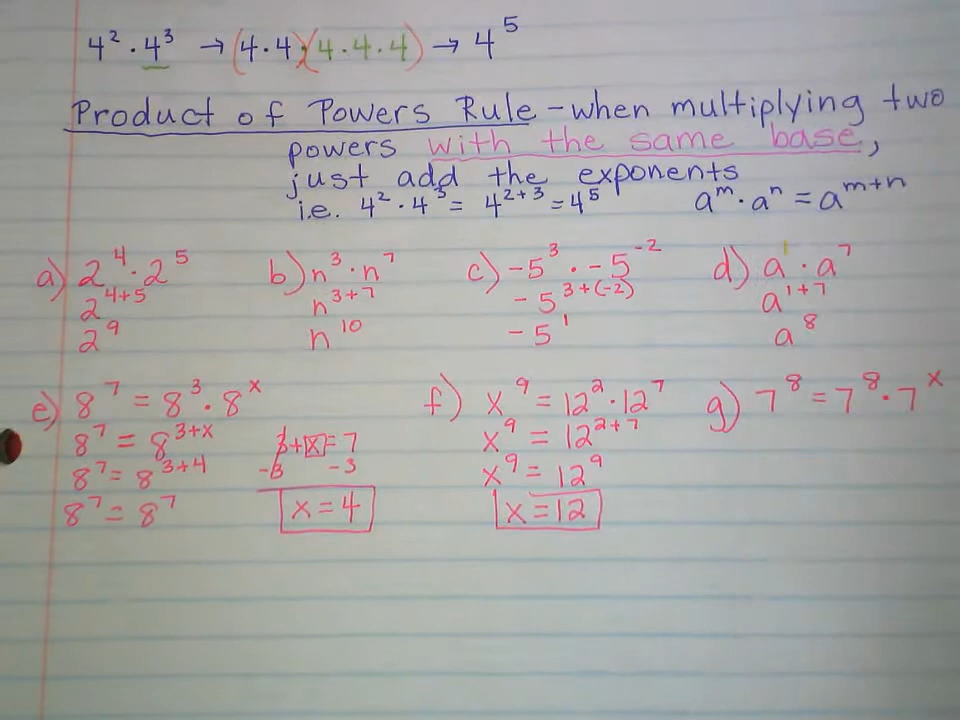 4² · 4³ → (4·4)(4·4·4) → 4⁵
Product of Powers Rule - when multiplying two
powers with the same base,
just add the exponents
i.e. 4² · 4³ = 4²⁺³ = 4⁵ aᵐ · aⁿ = aᵐ⁺ⁿ
a) 2⁴ · 2⁵
2⁴⁺⁵
2⁹
b) n³ · n⁷
n³⁺⁷
n¹⁰
c) -5³ · -5⁻²
-5³⁺⁽⁻²⁾
-5¹
d) a¹ · a⁷
a¹⁺⁷
a⁸
e) 8⁷ = 8³ · 8ˣ
8⁷ = 8³⁺ˣ
8⁷ = 8³⁺⁴
8⁷ = 8⁷
3+x=7
-3 -3
x=4
f) x⁹ = 12² · 12⁷
x⁹ = 12²⁺⁷
x⁹ = 12⁹
x=12
g) 7⁸ = 7⁸ · 7ˣ